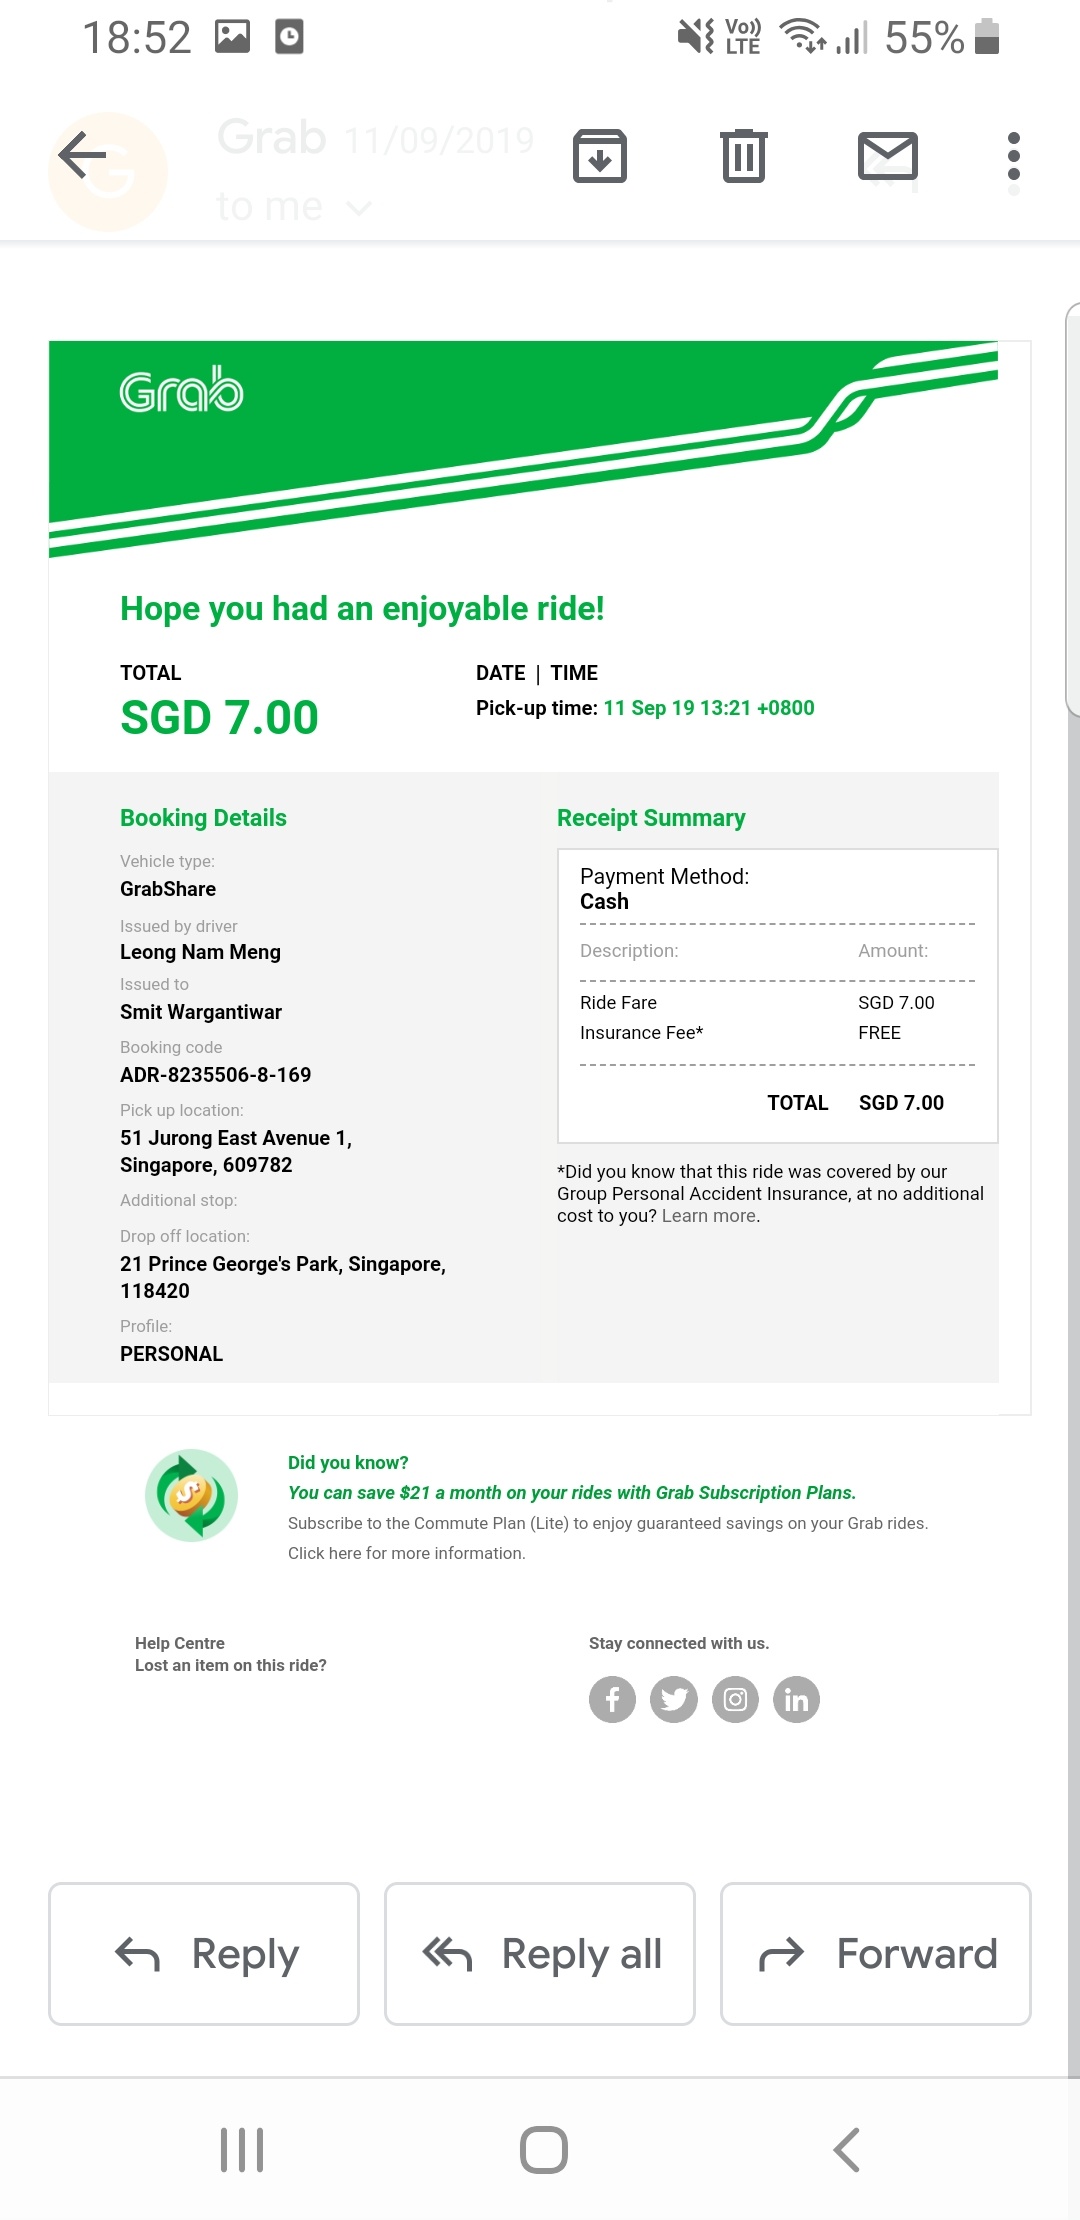 18:52 Vo)) LTE 55%
G Grab 11/09/2019
to me
Grab
Hope you had an enjoyable ride!
TOTAL
SGD 7.00
DATE | TIME
Pick-up time: 11 Sep 19 13:21 +0800
Booking Details
Vehicle type:
GrabShare
Issued by driver
Leong Nam Meng
Issued to
Smit Wargantiwar
Booking code
ADR-8235506-8-169
Pick up location:
51 Jurong East Avenue 1,
Singapore, 609782
Additional stop:
Drop off location:
21 Prince George's Park, Singapore,
118420
Profile:
PERSONAL
Receipt Summary
Payment Method:
Cash
Description: Amount:
Ride Fare SGD 7.00
Insurance Fee* FREE
TOTAL SGD 7.00
*Did you know that this ride was covered by our
Group Personal Accident Insurance, at no additional
cost to you? Learn more.
Did you know?
You can save $21 a month on your rides with Grab Subscription Plans.
Subscribe to the Commute Plan (Lite) to enjoy guaranteed savings on your Grab rides.
Click here for more information.
Help Centre
Lost an item on this ride?
Stay connected with us.
Reply Reply all Forward